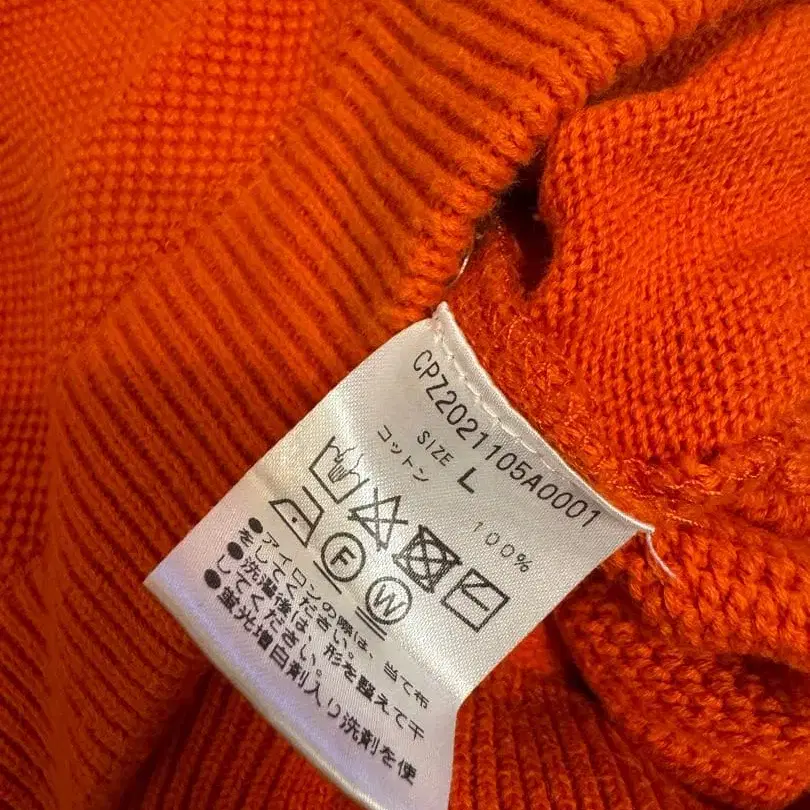 CPZ2021105A0001
SIZE L
コットン 100%
F W
●アイロンの際は、当て布
をしてください。
●洗濯後は、形を整えて干
してください。
●蛍光増白剤入り洗剤を使